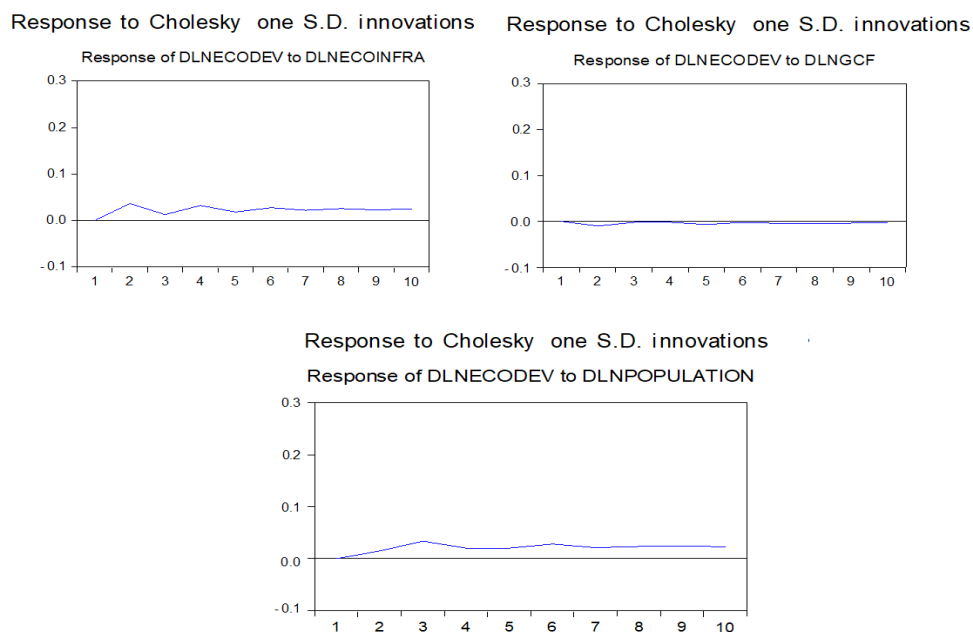 Response to Cholesky one S.D. innovations
Response of DLNECODEV to DLNECOINFRA
0.3
0.2
0.1
0.0
-0.1
1 2 3 4 5 6 7 8 9 10
Response to Cholesky one S.D. innovations
Response of DLNECODEV to DLNGCF
0.3
0.2
0.1
0.0
-0.1
1 2 3 4 5 6 7 8 9 10
Response to Cholesky one S.D. innovations
Response of DLNECODEV to DLNPOPULATION
0.3
0.2
0.1
0.0
-0.1
1 2 3 4 5 6 7 8 9 10